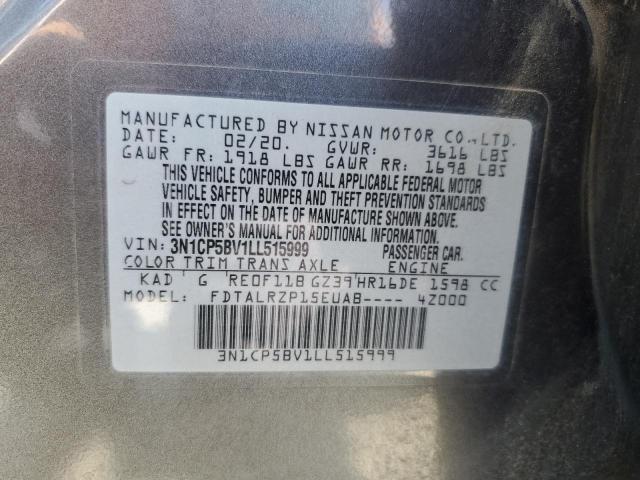 MANUFACTURED BY NISSAN MOTOR CO., LTD.
DATE: 02/20. GVWR: 3616 LBS
GAWR FR: 1918 LBS GAWR RR: 1698 LBS
THIS VEHICLE CONFORMS TO ALL APPLICABLE FEDERAL MOTOR
VEHICLE SAFETY, BUMPER AND THEFT PREVENTION STANDARDS
IN EFFECT ON THE DATE OF MANUFACTURE SHOWN ABOVE.
SEE OWNER'S MANUAL FOR ADDITIONAL INFORMATION.
VIN: 3N1CP5BV1LL515999 PASSENGER CAR.
COLOR TRIM TRANS AXLE ENGINE
KAD G RE0F11B GZ39 HR16DE 1598 CC
MODEL: FDTALRZP15EUAB---- 4Z000
3N1CP5BV1LL515999